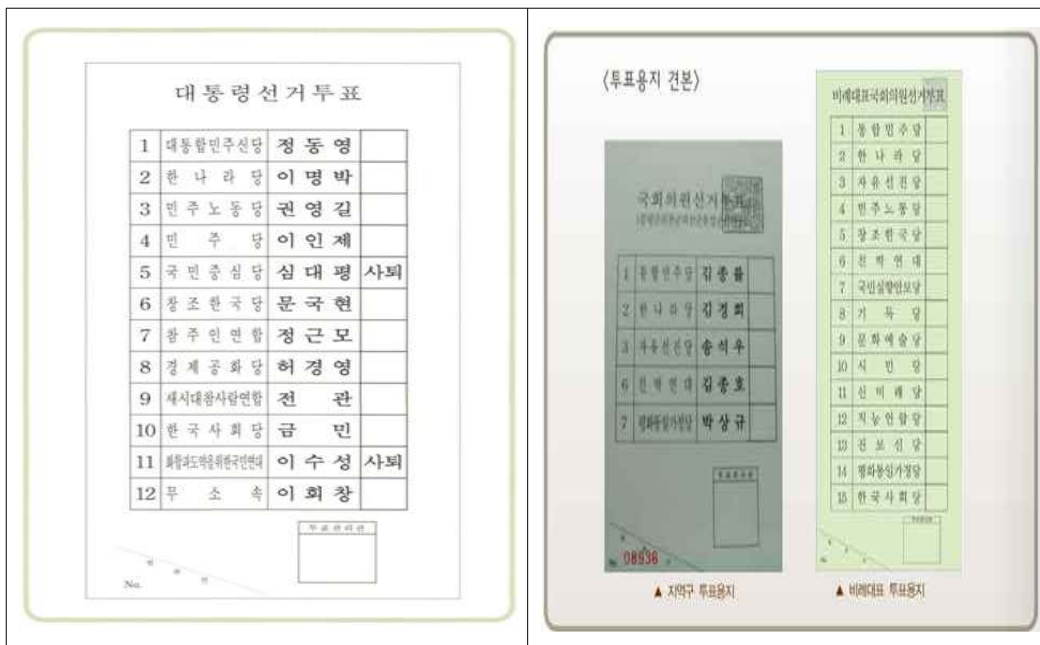 대통령선거투표
1 대통합민주신당 정동영
2 한나라당 이명박
3 민주노동당 권영길
4 민주당 이인제
5 국민중심당 심대평 사퇴
6 창조한국당 문국현
7 참주인연합 정근모
8 경제공화당 허경영
9 새시대참사람연합 전관
10 한국사회당 금민
11 화합과도약을위한국민연대 이수성 사퇴
12 무소속 이회창
투표관리관
No.
〈투표용지 견본〉
국회의원선거투표
1 통합민주당 김종률
2 한나라당 김경회
3 자유선진당 송석우
6 친박연대 김종호
7 평화통일가정당 박상규
투표관리관
No. 08936
▲ 지역구 투표용지
비례대표국회의원선거투표
1 통합민주당
2 한나라당
3 자유선진당
4 민주노동당
5 창조한국당
6 친박연대
7 국민실향안보당
8 기독당
9 문화예술당
10 시민당
11 신미래당
12 직능연합당
13 진보신당
14 평화통일가정당
15 한국사회당
▲ 비례대표 투표용지